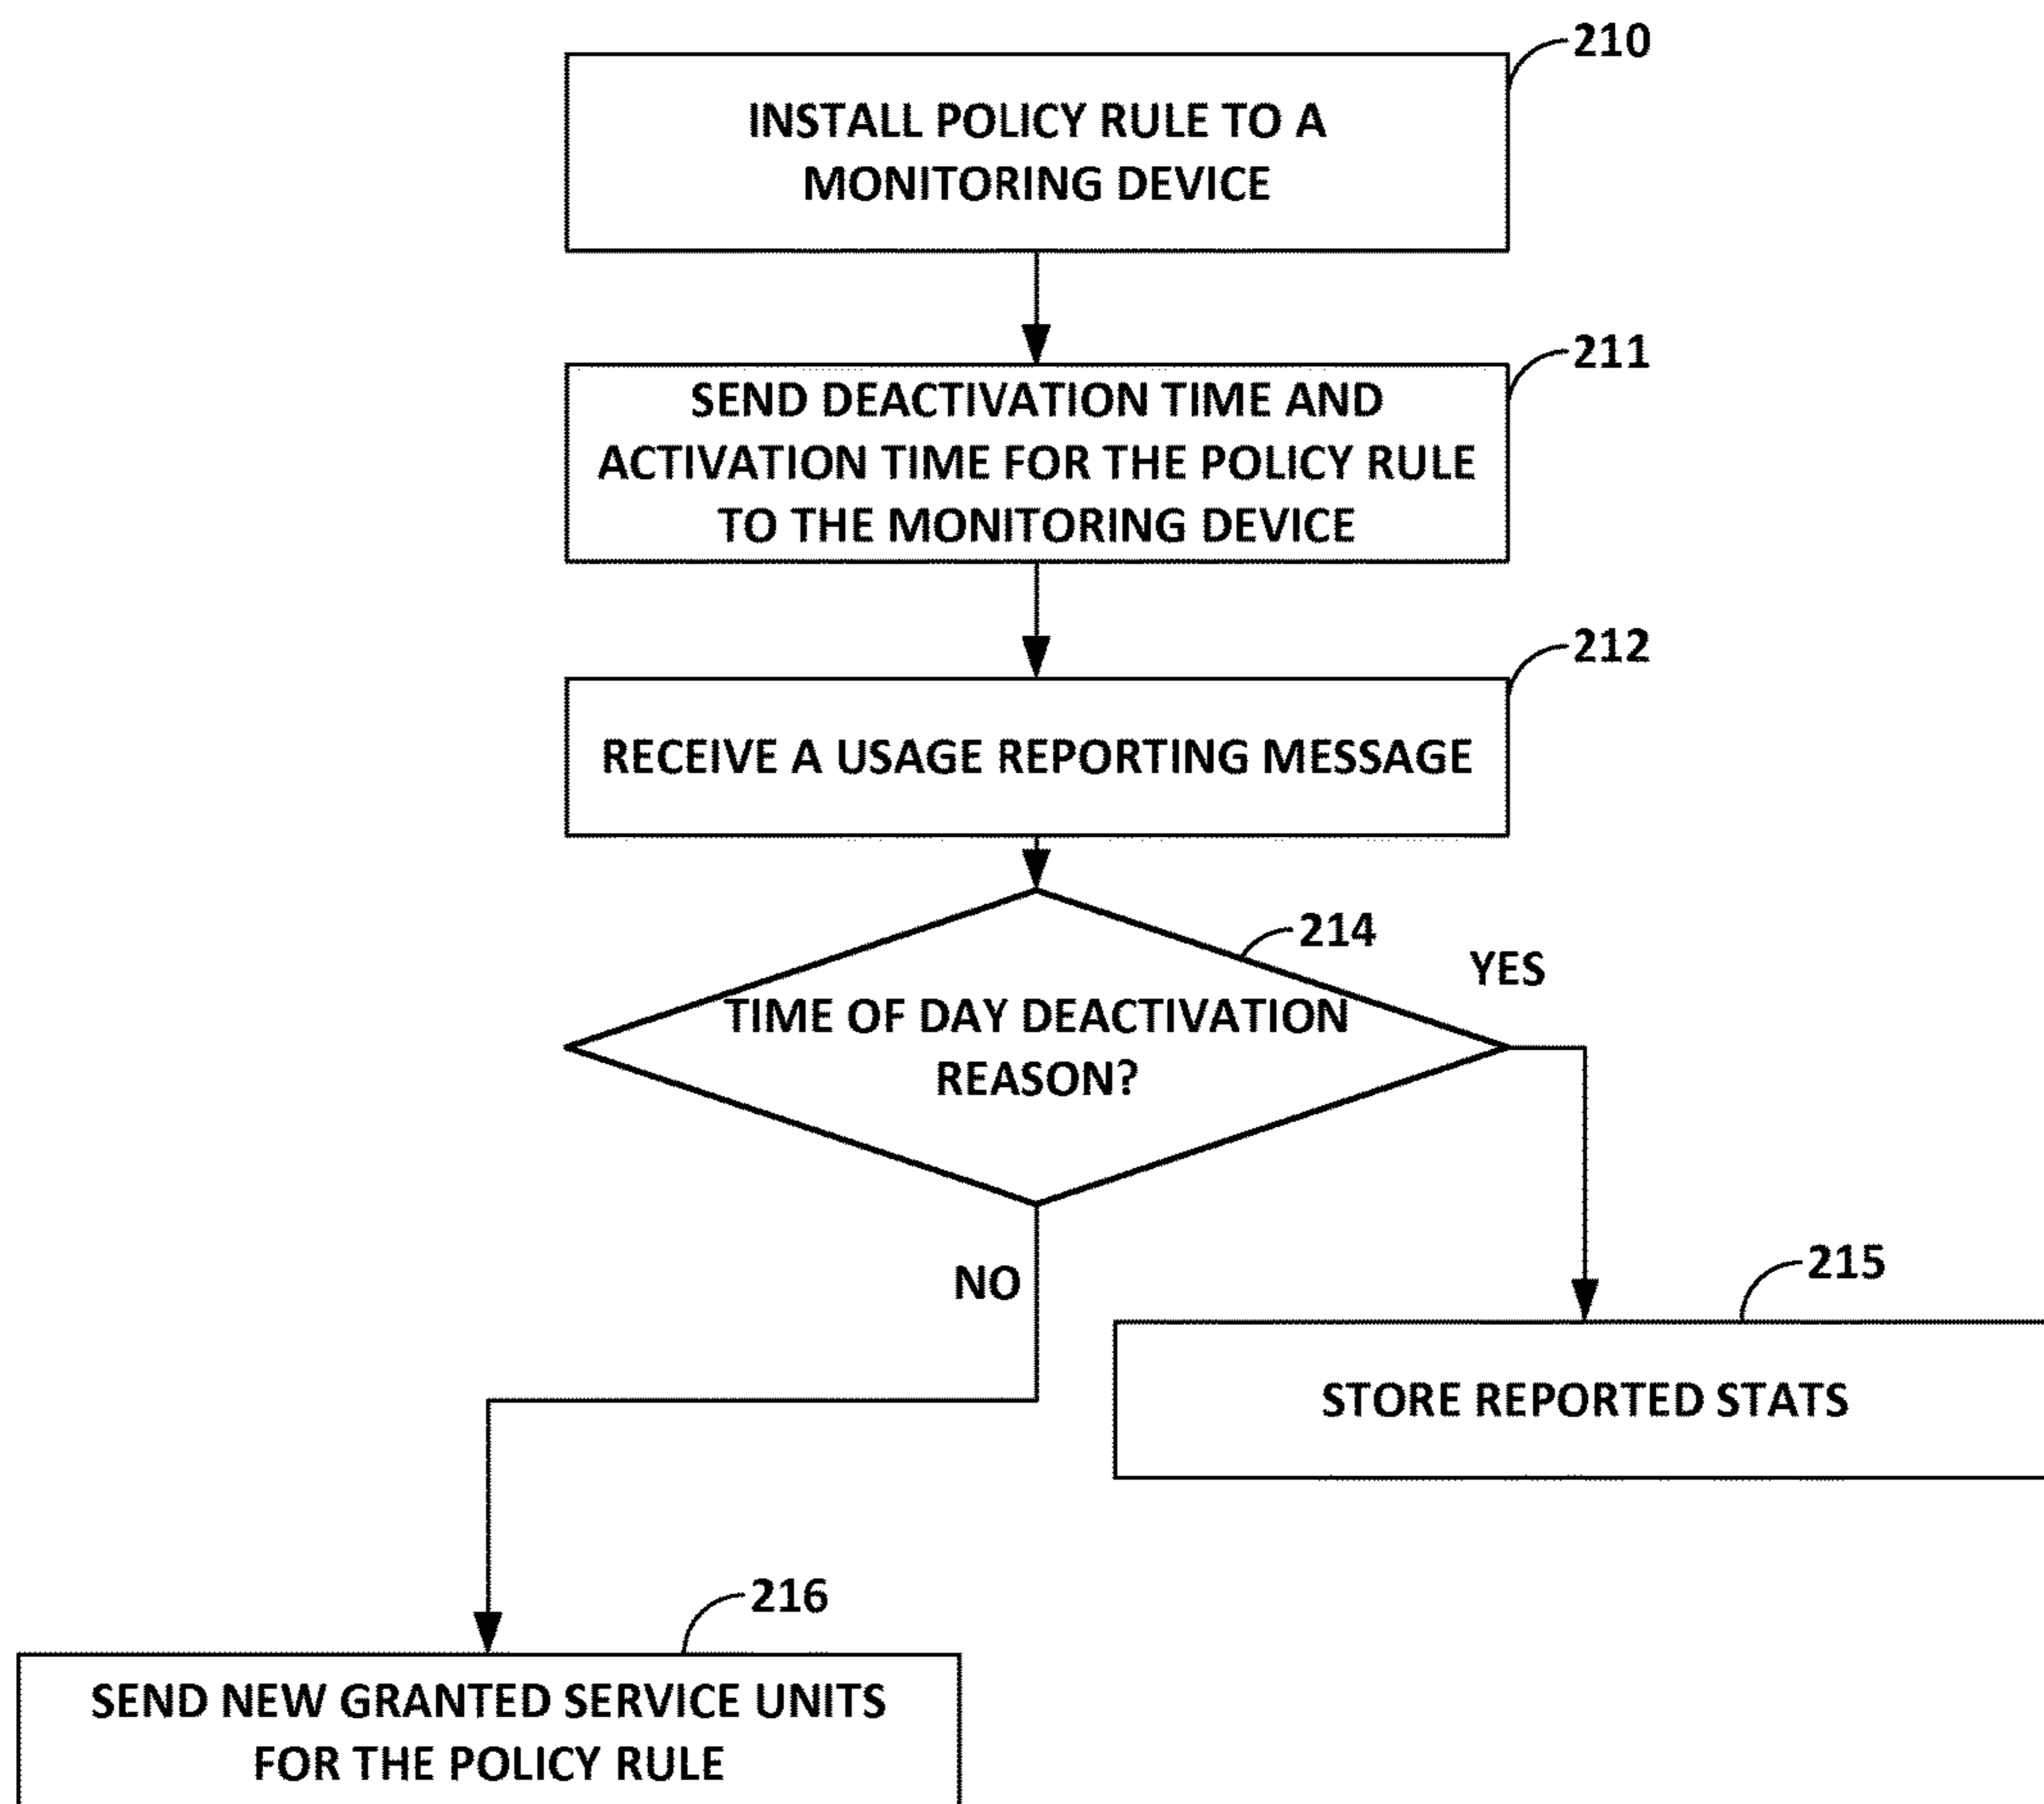 210
INSTALL POLICY RULE TO A
MONITORING DEVICE
211
SEND DEACTIVATION TIME AND
ACTIVATION TIME FOR THE POLICY RULE
TO THE MONITORING DEVICE
212
RECEIVE A USAGE REPORTING MESSAGE
214
YES
TIME OF DAY DEACTIVATION
REASON?
NO
215
STORE REPORTED STATS
216
SEND NEW GRANTED SERVICE UNITS
FOR THE POLICY RULE